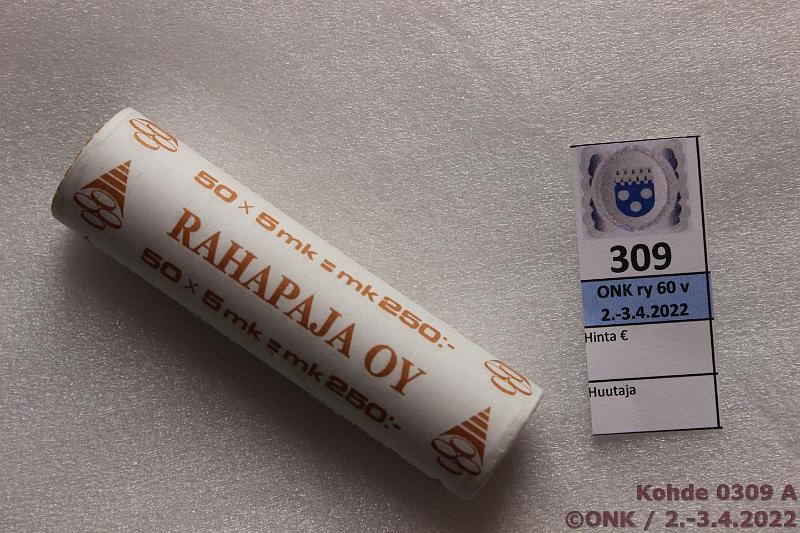 50 × 5 mk = mk 250:-
RAHAPAJA OY
50 × 5 mk = mk 250:-
309
ONK ry 60 v
2.-3.4.2022
Hinta €
Huutaja
Kohde 0309 A
©ONK / 2.-3.4.2022